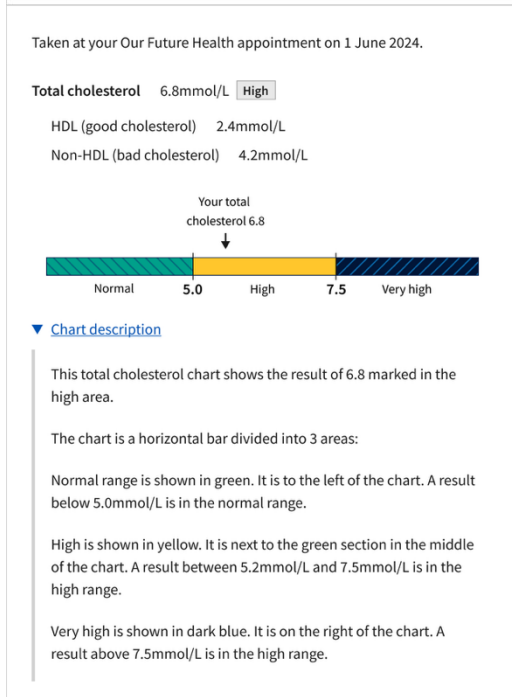 Taken at your Our Future Health appointment on 1 June 2024.
Total cholesterol 6.8mmol/L High
HDL (good cholesterol) 2.4mmol/L
Non-HDL (bad cholesterol) 4.2mmol/L
Your total
cholesterol 6.8
Normal 5.0 High 7.5 Very high
▼ Chart description
This total cholesterol chart shows the result of 6.8 marked in the
high area.
The chart is a horizontal bar divided into 3 areas:
Normal range is shown in green. It is to the left of the chart. A result
below 5.0mmol/L is in the normal range.
High is shown in yellow. It is next to the green section in the middle
of the chart. A result between 5.2mmol/L and 7.5mmol/L is in the
high range.
Very high is shown in dark blue. It is on the right of the chart. A
result above 7.5mmol/L is in the high range.